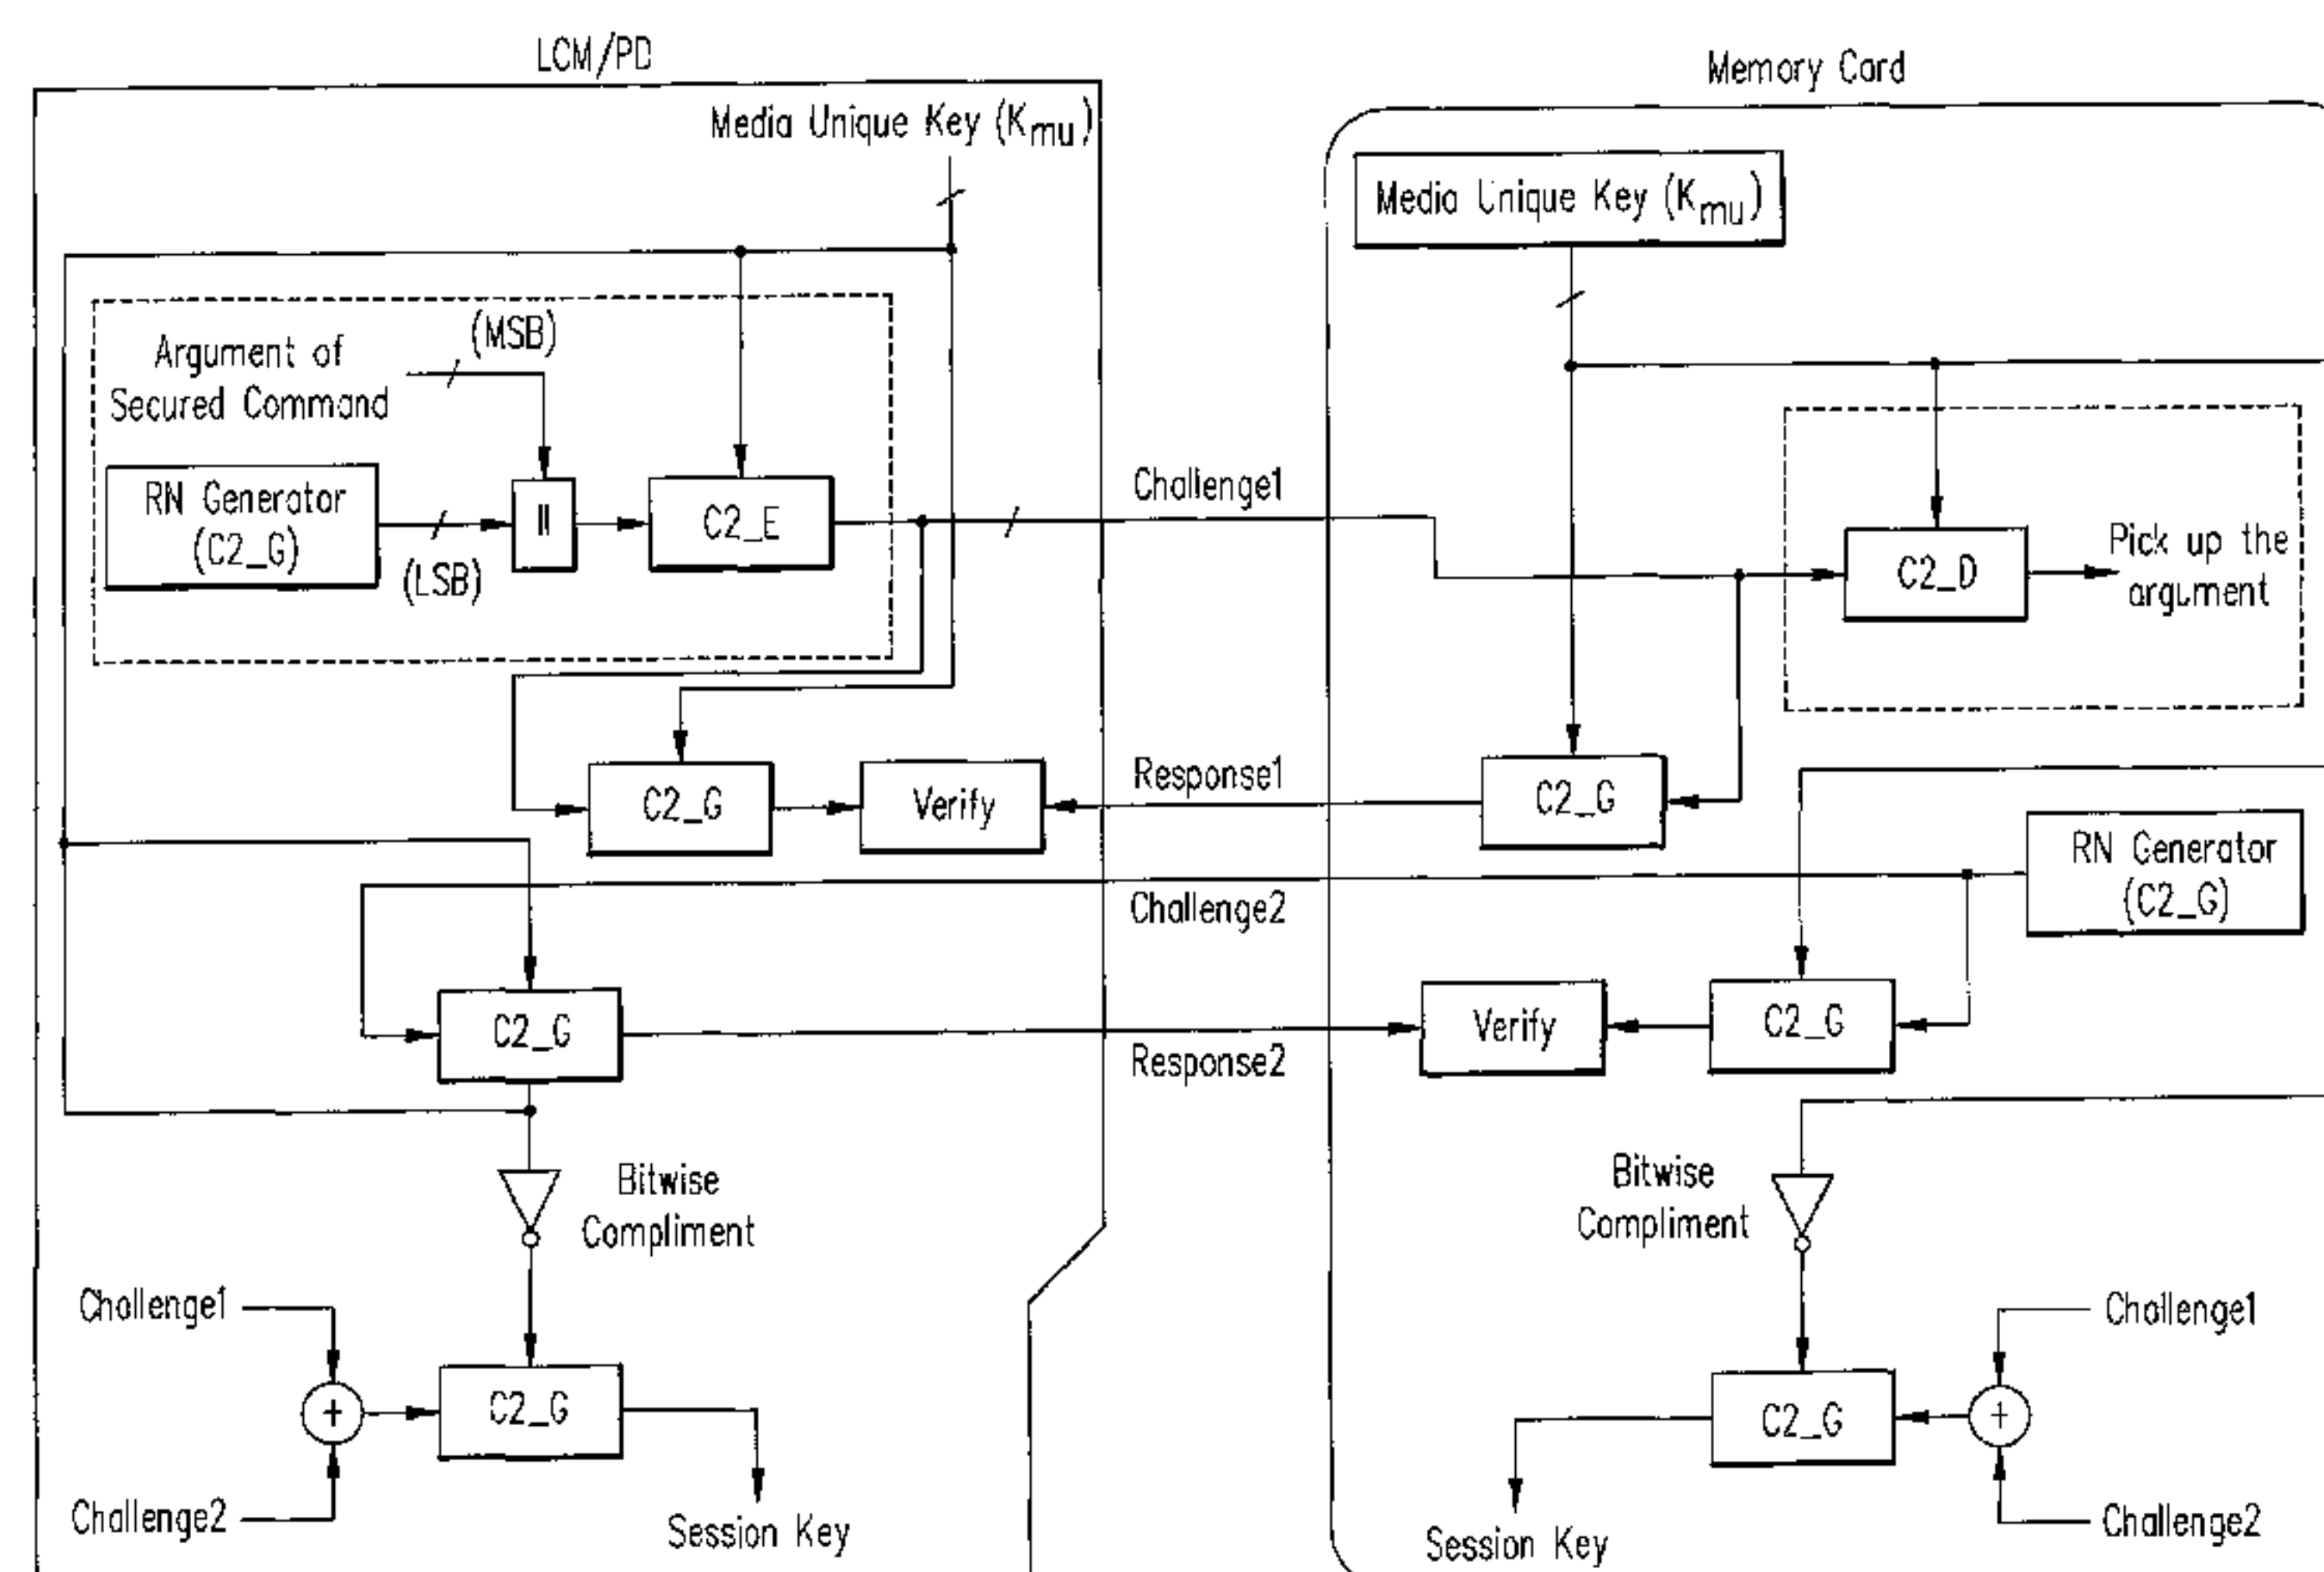 LCM/PD
Memory Card
Media Unique Key (Kmu)
Media Unique Key (Kmu)
(MSB)
Argument of
Secured Command
RN Generator
(C2_G)
(LSB)
||
C2_E
Challenge1
C2_D
Pick up the
argument
C2_G
Verify
Response1
C2_G
RN Generator
(C2_G)
Challenge2
C2_G
Response2
Verify
C2_G
Bitwise
Compliment
Bitwise
Compliment
Challenge1
+
C2_G
Challenge2
Session Key
Challenge1
C2_G
+
Session Key
Challenge2